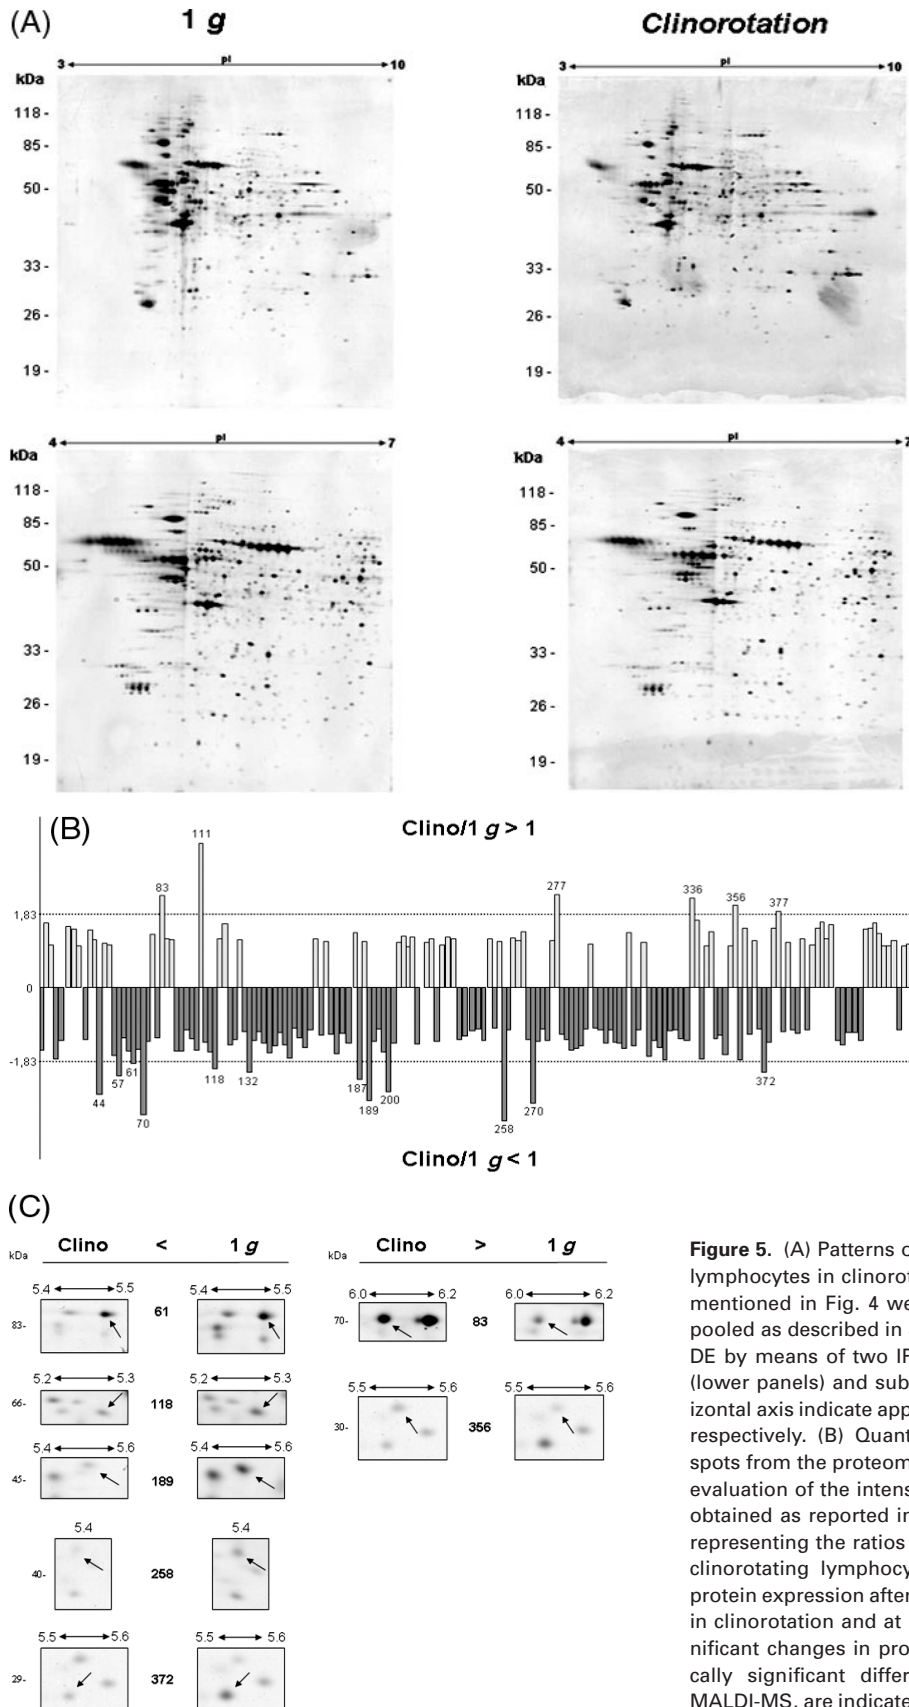 (A) 1 g Clinorotation
3 pI 10 3 pI 10
kDa kDa
118 - 118 -
85 - 85 -
50 - 50 -
33 - 33 -
26 - 26 -
19 - 19 -
4 pI 7 4 pI 7
kDa kDa
118 - 118 -
85 - 85 -
50 - 50 -
33 - 33 -
26 - 26 -
19 - 19 -
(B) Clino/1 g > 1
111
83 277 336 356 377
1,83
0
-1,83
44 57 61 70 118 132 187 189 200 258 270 372
Clino/1 g < 1
(C)
kDa Clino < 1 g
5.4 5.5 5.4 5.5
83- 61
5.2 5.3 5.2 5.3
66- 118
5.4 5.6 5.4 5.6
45- 189
5.4 5.4
40- 258
5.5 5.6 5.5 5.6
29- 372
kDa Clino > 1 g
6.0 6.2 6.0 6.2
70- 83
5.5 5.6 5.5 5.6
30- 356
Figure 5. (A) Patterns o
lymphocytes in clinorot
mentioned in Fig. 4 we
pooled as described in
DE by means of two IF
(lower panels) and sub
izontal axis indicate app
respectively. (B) Quant
spots from the proteom
evaluation of the intens
obtained as reported in
representing the ratios
clinorotating lymphocy
protein expression after
in clinorotation and at
nificant changes in pro
cally significant differ
MALDI-MS, are indicate